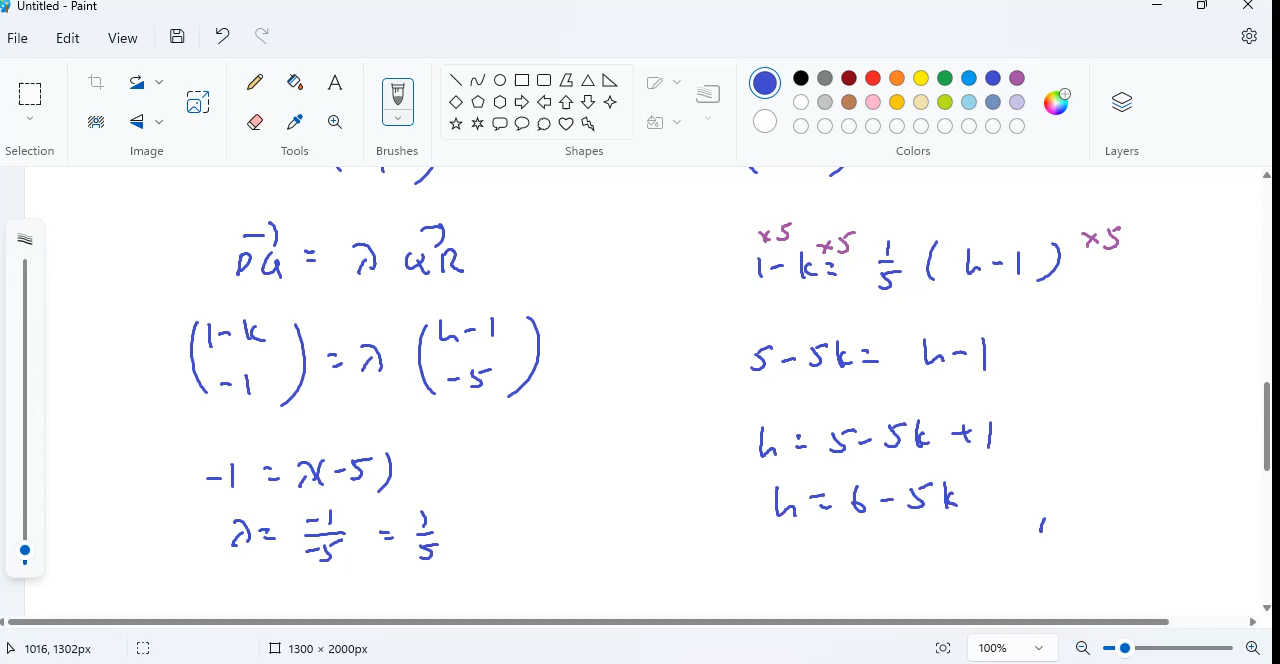 Untitled - Paint
File Edit View
Selection Image Tools Brushes Shapes Colors Layers
PQ⃗ = λ QR⃗
(1-k / -1) = λ (h-1 / -5)
-1 = λ(-5)
λ = -1/-5 = 1/5
×5 ×5 ×5
1-k = 1/5 (h-1)
5-5k = h-1
h = 5-5k+1
h = 6-5k
1016, 1302px 1300 × 2000px 100%